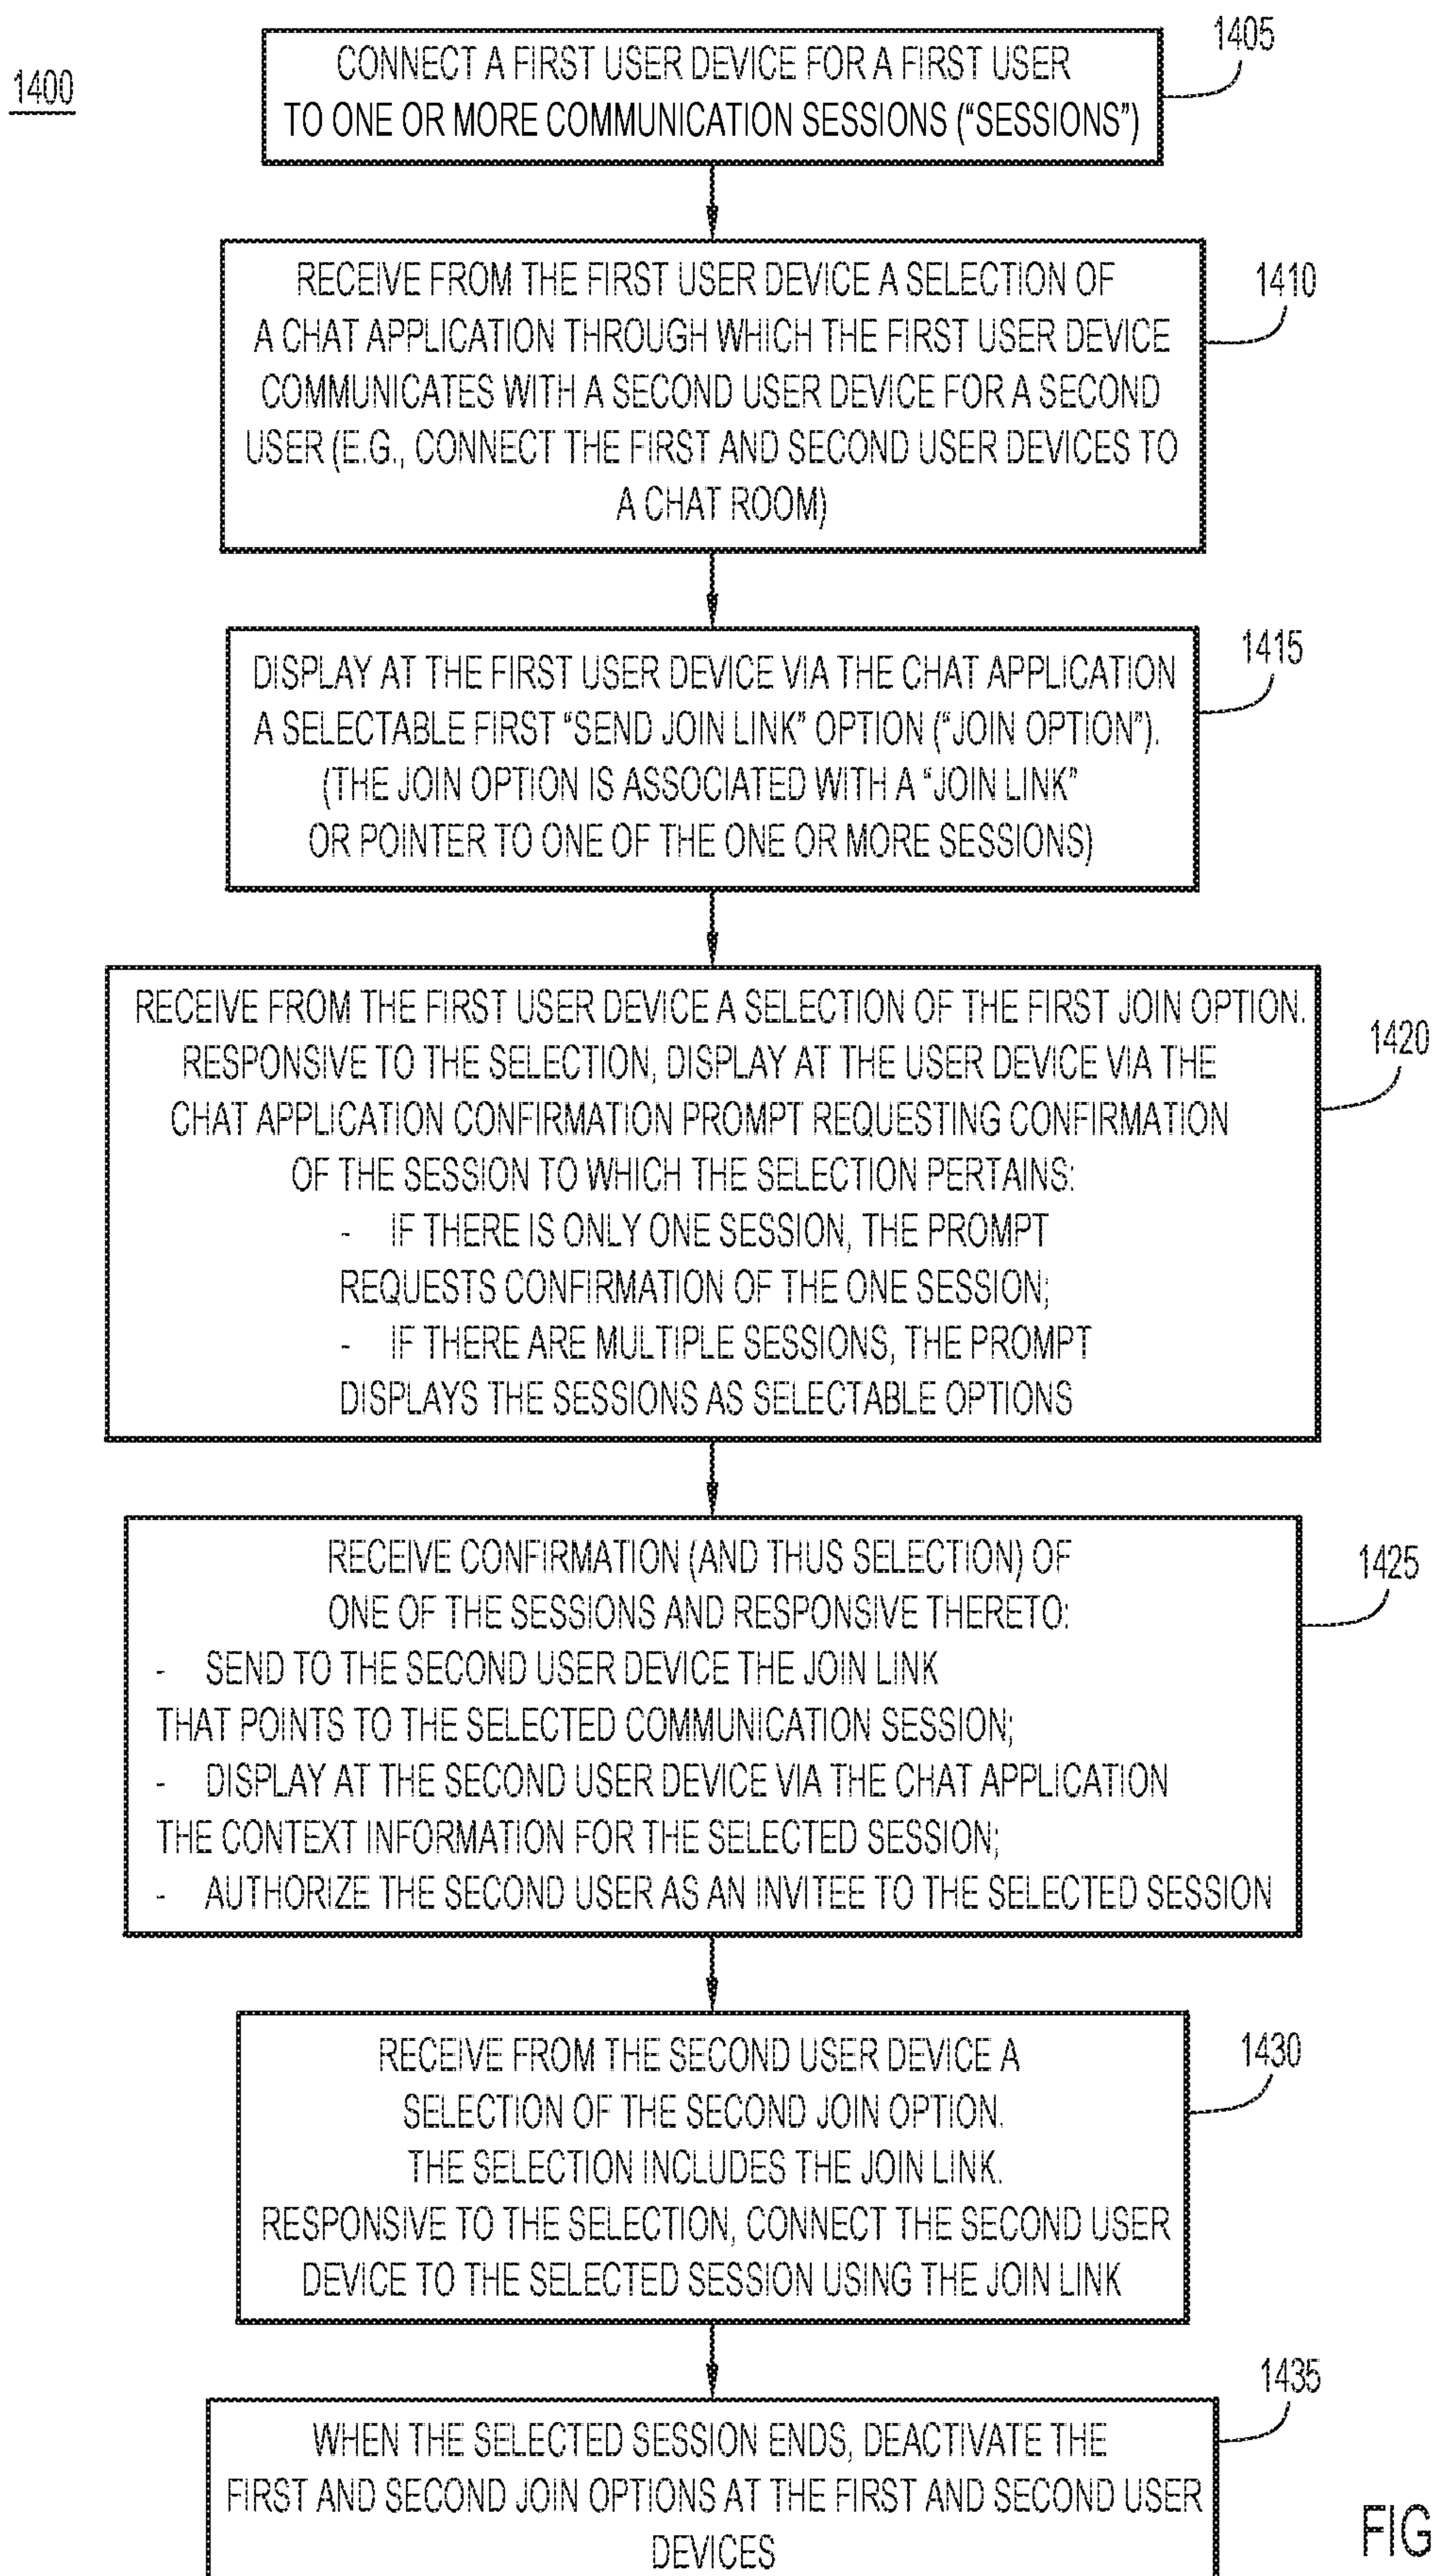 1400
1405
CONNECT A FIRST USER DEVICE FOR A FIRST USER
TO ONE OR MORE COMMUNICATION SESSIONS (“SESSIONS”)
1410
RECEIVE FROM THE FIRST USER DEVICE A SELECTION OF
A CHAT APPLICATION THROUGH WHICH THE FIRST USER DEVICE
COMMUNICATES WITH A SECOND USER DEVICE FOR A SECOND
USER (E.G., CONNECT THE FIRST AND SECOND USER DEVICES TO
A CHAT ROOM)
1415
DISPLAY AT THE FIRST USER DEVICE VIA THE CHAT APPLICATION
A SELECTABLE FIRST “SEND JOIN LINK” OPTION (“JOIN OPTION”).
(THE JOIN OPTION IS ASSOCIATED WITH A “JOIN LINK”
OR POINTER TO ONE OF THE ONE OR MORE SESSIONS)
1420
RECEIVE FROM THE FIRST USER DEVICE A SELECTION OF THE FIRST JOIN OPTION.
RESPONSIVE TO THE SELECTION, DISPLAY AT THE USER DEVICE VIA THE
CHAT APPLICATION CONFIRMATION PROMPT REQUESTING CONFIRMATION
OF THE SESSION TO WHICH THE SELECTION PERTAINS:
- IF THERE IS ONLY ONE SESSION, THE PROMPT
REQUESTS CONFIRMATION OF THE ONE SESSION;
- IF THERE ARE MULTIPLE SESSIONS, THE PROMPT
DISPLAYS THE SESSIONS AS SELECTABLE OPTIONS
1425
RECEIVE CONFIRMATION (AND THUS SELECTION) OF
ONE OF THE SESSIONS AND RESPONSIVE THERETO:
- SEND TO THE SECOND USER DEVICE THE JOIN LINK
THAT POINTS TO THE SELECTED COMMUNICATION SESSION;
- DISPLAY AT THE SECOND USER DEVICE VIA THE CHAT APPLICATION
THE CONTEXT INFORMATION FOR THE SELECTED SESSION;
- AUTHORIZE THE SECOND USER AS AN INVITEE TO THE SELECTED SESSION
1430
RECEIVE FROM THE SECOND USER DEVICE A
SELECTION OF THE SECOND JOIN OPTION.
THE SELECTION INCLUDES THE JOIN LINK.
RESPONSIVE TO THE SELECTION, CONNECT THE SECOND USER
DEVICE TO THE SELECTED SESSION USING THE JOIN LINK
1435
WHEN THE SELECTED SESSION ENDS, DEACTIVATE THE
FIRST AND SECOND JOIN OPTIONS AT THE FIRST AND SECOND USER
DEVICES
FIG